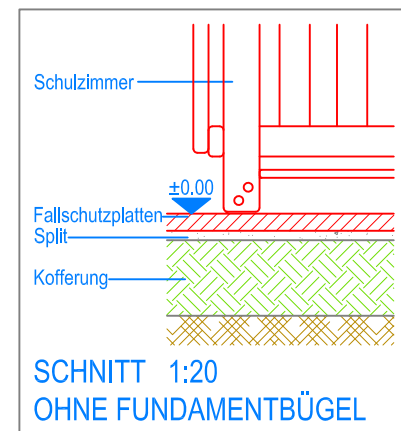 Schulzimmer
±0.00
Fallschutzplatten
Split
Kofferung
SCHNITT 1:20
OHNE FUNDAMENTBÜGEL